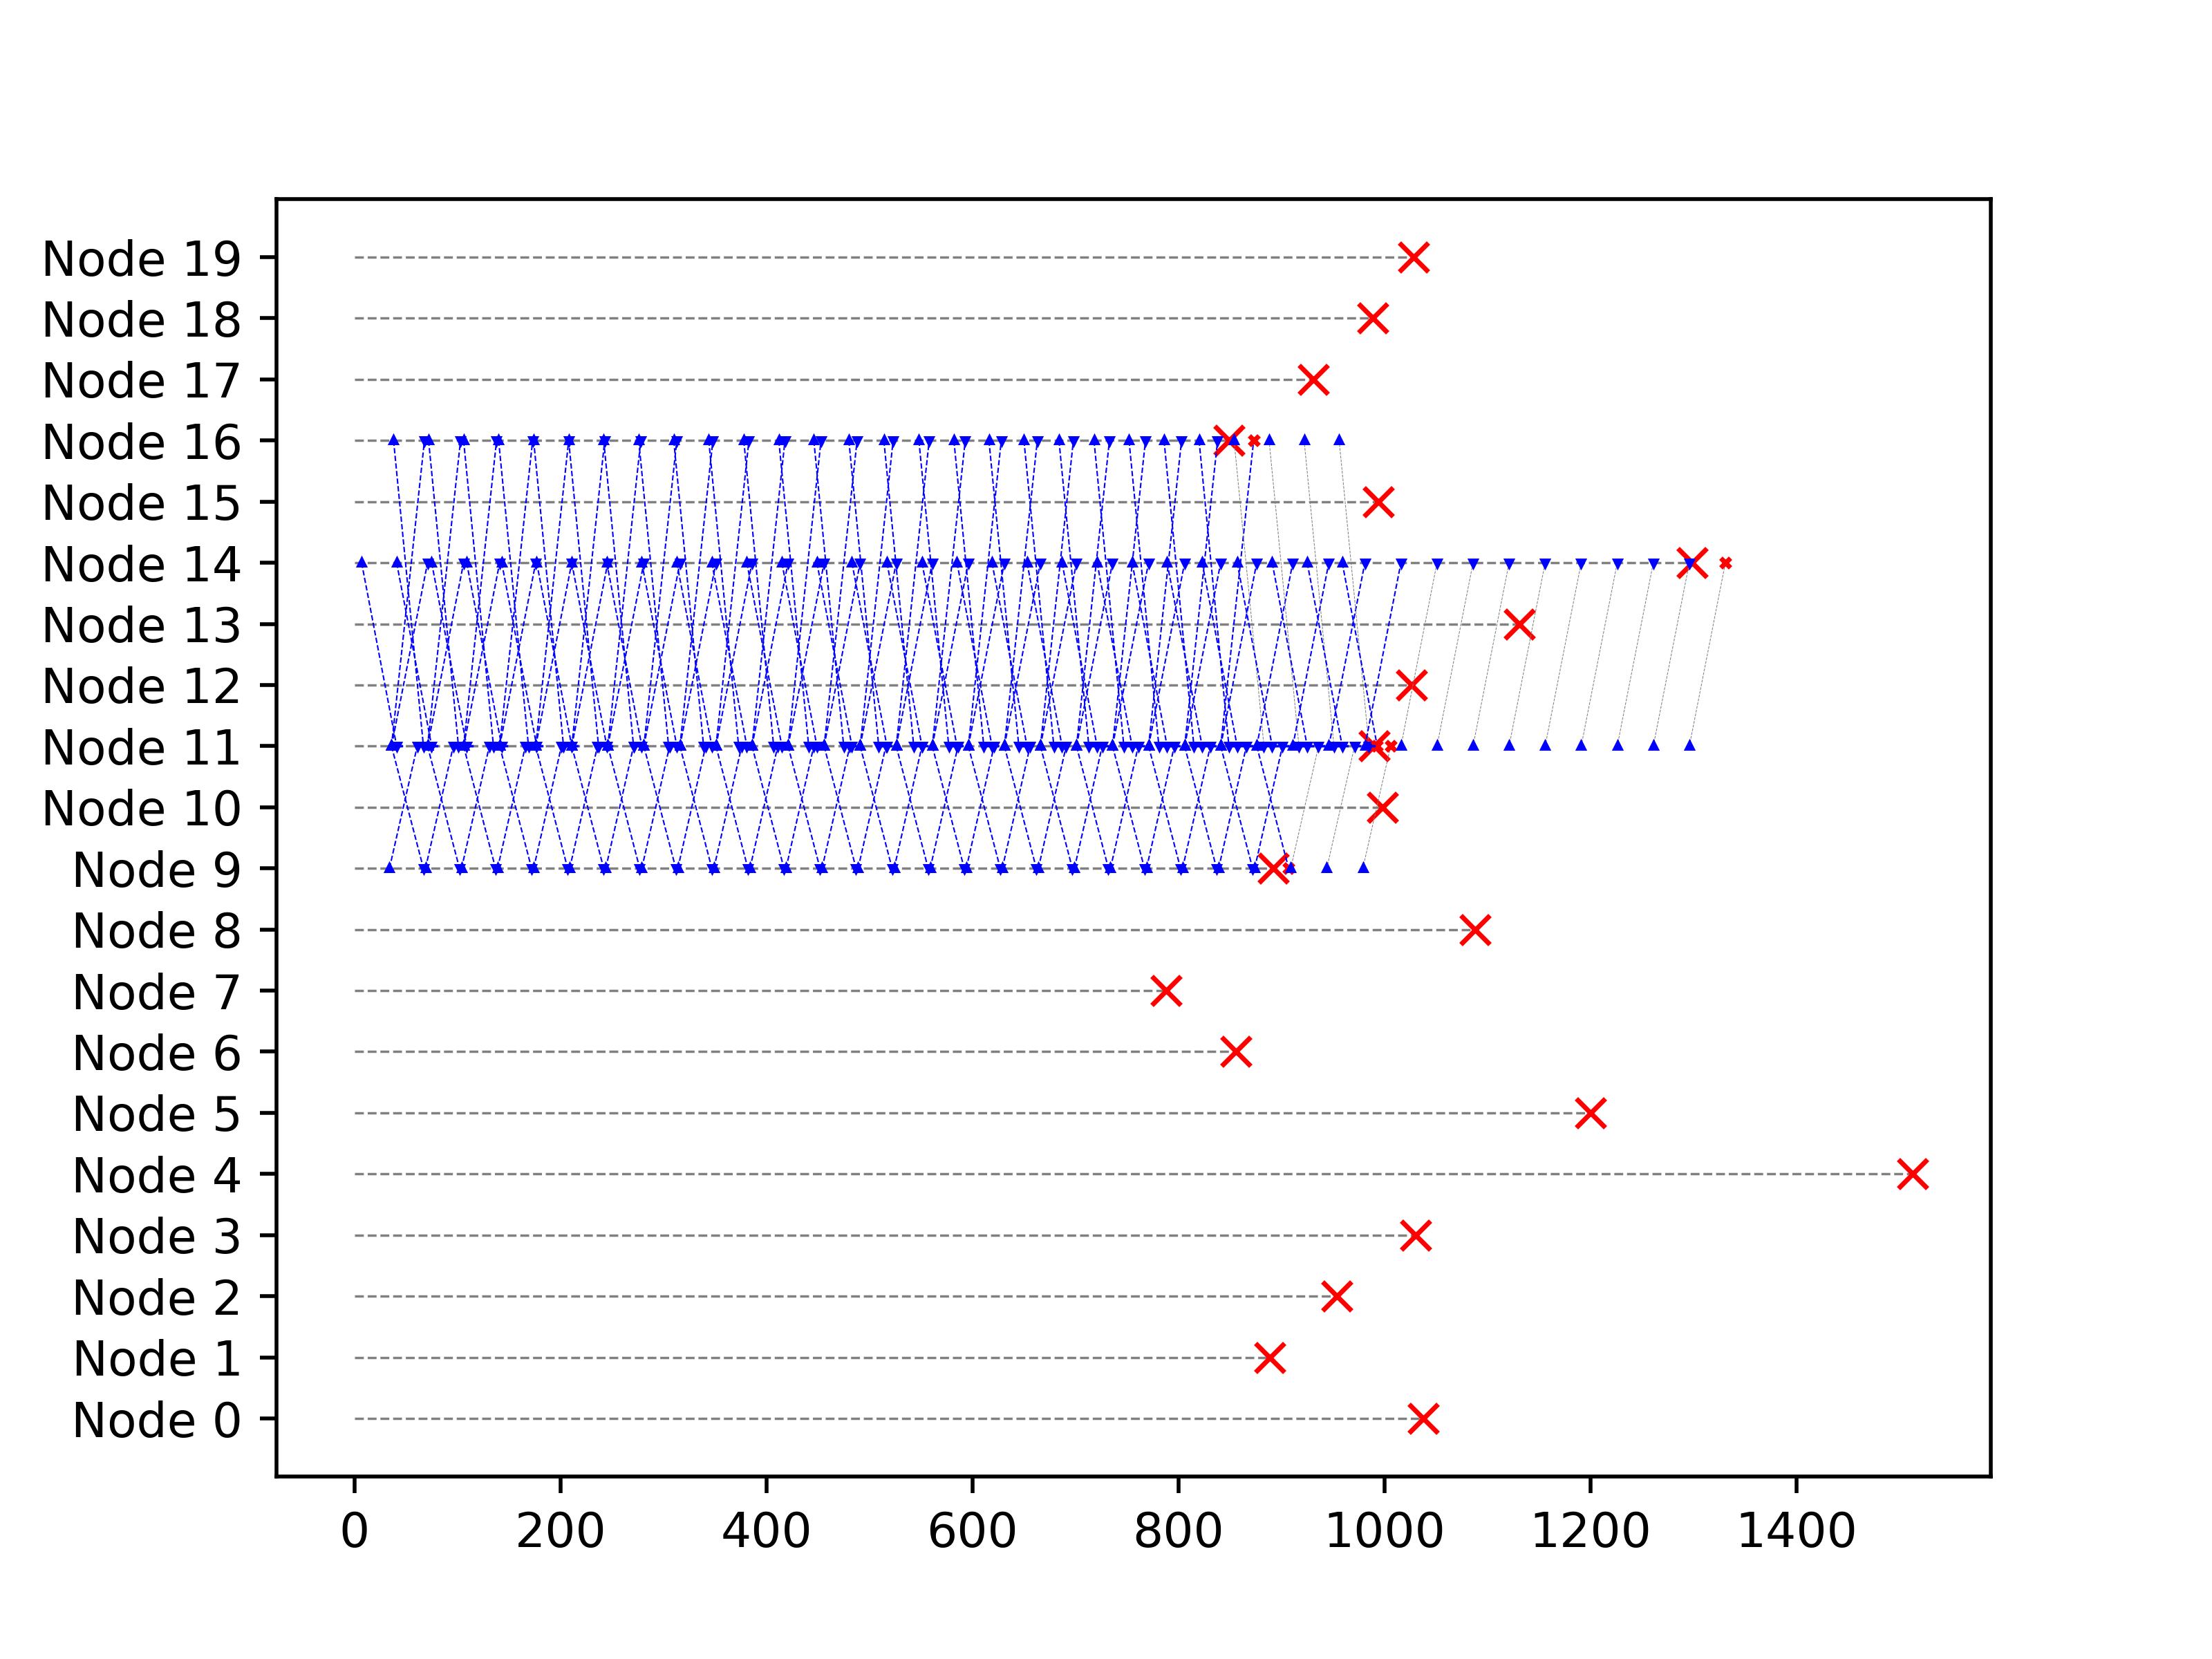 Node 19
Node 18
Node 17
Node 16
Node 15
Node 14
Node 13
Node 12
Node 11
Node 10
Node 9
Node 8
Node 7
Node 6
Node 5
Node 4
Node 3
Node 2
Node 1
Node 0
0 200 400 600 800 1000 1200 1400